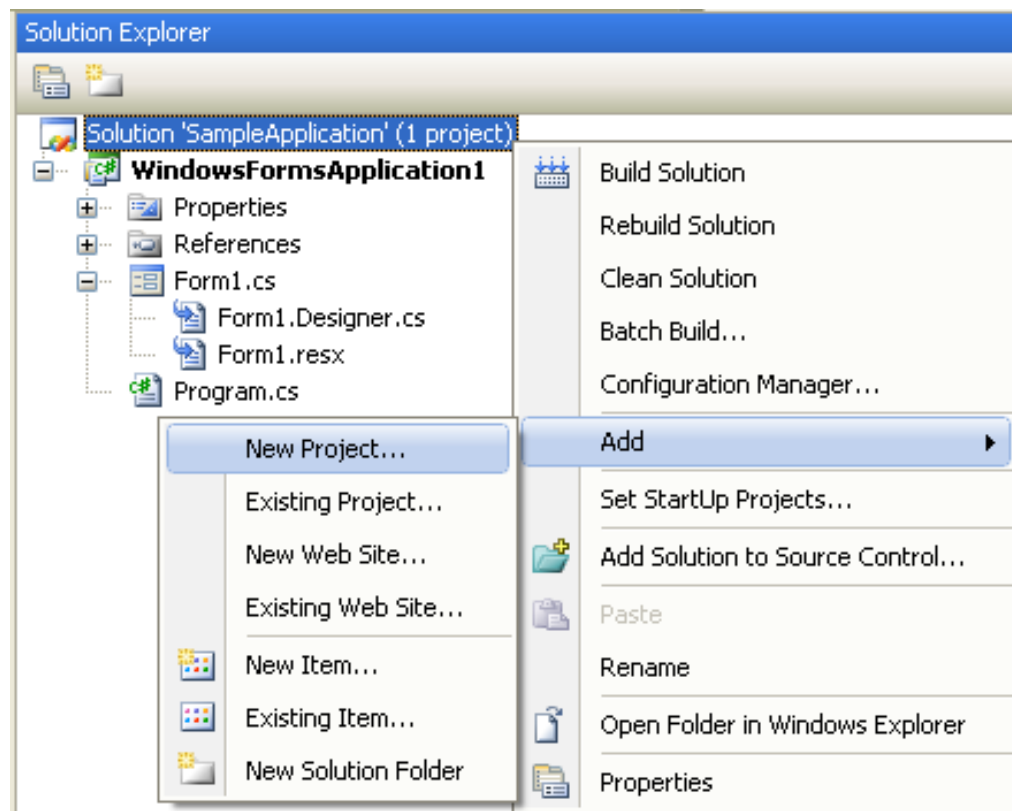 Solution Explorer
Solution 'SampleApplication' (1 project)
WindowsFormsApplication1
Properties
References
Form1.cs
Form1.Designer.cs
Form1.resx
Program.cs
Build Solution
Rebuild Solution
Clean Solution
Batch Build...
Configuration Manager...
Add
Set StartUp Projects...
Add Solution to Source Control...
Paste
Rename
Open Folder in Windows Explorer
Properties
New Project...
Existing Project...
New Web Site...
Existing Web Site...
New Item...
Existing Item...
New Solution Folder